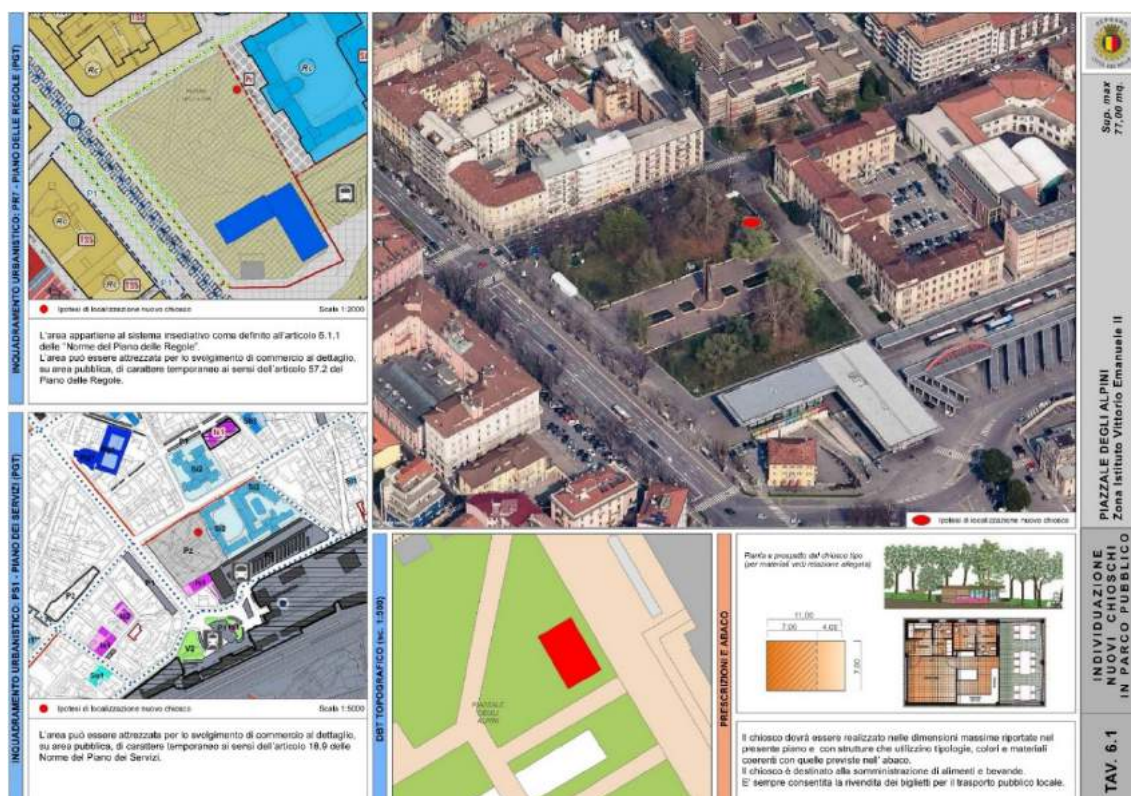 INQUADRAMENTO URBANISTICO: PR7 - PIANO DELLE REGOLE (PGT)
Ipotesi di localizzazione nuovo chiosco
Scala 1:2000
L'area appartiene al sistema insediativo come definito all'articolo 6.1.1
delle "Norme del Piano delle Regole".
L'area può essere attrezzata per lo svolgimento di commercio al dettaglio,
su area pubblica, di carattere temporaneo ai sensi dell'articolo 57.2 del
Piano delle Regole.
INQUADRAMENTO URBANISTICO: PS1 - PIANO DEI SERVIZI (PGT)
Ipotesi di localizzazione nuovo chiosco
Scala 1:5000
L'area può essere attrezzata per lo svolgimento di commercio al dettaglio,
su area pubblica, di carattere temporaneo ai sensi dell'articolo 18.9 delle
Norme del Piano dei Servizi.
Ipotesi di localizzazione nuovo chiosco
DBT TOPOGRAFICO (sc. 1:500)
PIAZZALE
DEGLI
ALPINI
PRESCRIZIONI E ABACO
Pianta e prospetto del chiosco tipo
(per materiali vedi relazione allegata)
11.00
7.00
4.00
7.00
Il chiosco dovrà essere realizzato nelle dimensioni massime riportate nel
presente piano e con strutture che utilizzino tipologie, colori e materiali
coerenti con quelle previste nell' abaco.
Il chiosco è destinato alla somministrazione di alimenti e bevande.
E' sempre consentita la rivendita dei biglietti per il trasporto pubblico locale.
Sup. max
77,00 mq.
PIAZZALE DEGLI ALPINI
Zona Istituto Vittorio Emanuele II
INDIVIDUAZIONE
NUOVI CHIOSCHI
IN PARCO PUBBLICO
TAV. 6.1